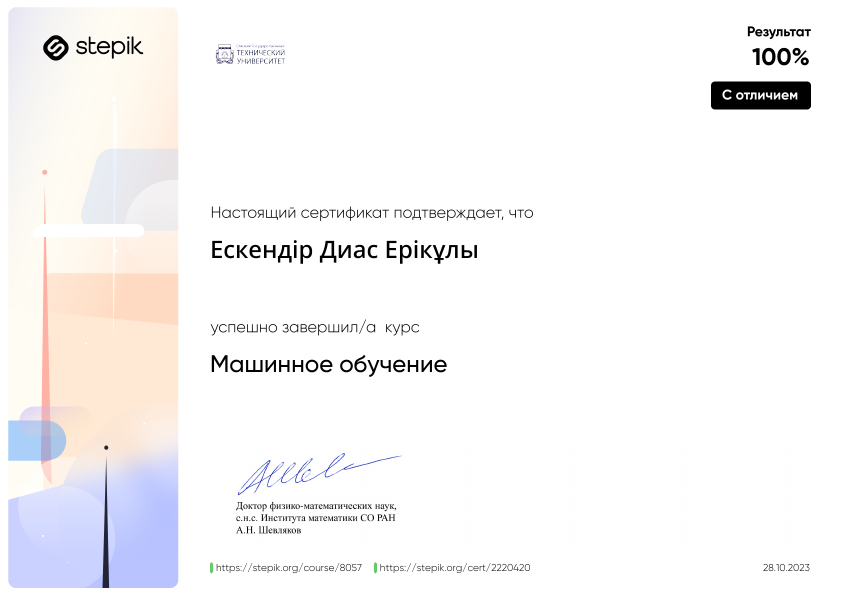 stepik
ТЕХНИЧЕСКИЙ
УНИВЕРСИТЕТ
Результат
100%
С отличием
Настоящий сертификат подтверждает, что
Ескендір Диас Ерікұлы
успешно завершил/а курс
Машинное обучение
Доктор физико-математических наук,
с.н.с. Института математики СО РАН
А.Н. Шевляков
https://stepik.org/course/8057 https://stepik.org/cert/2220420
28.10.2023